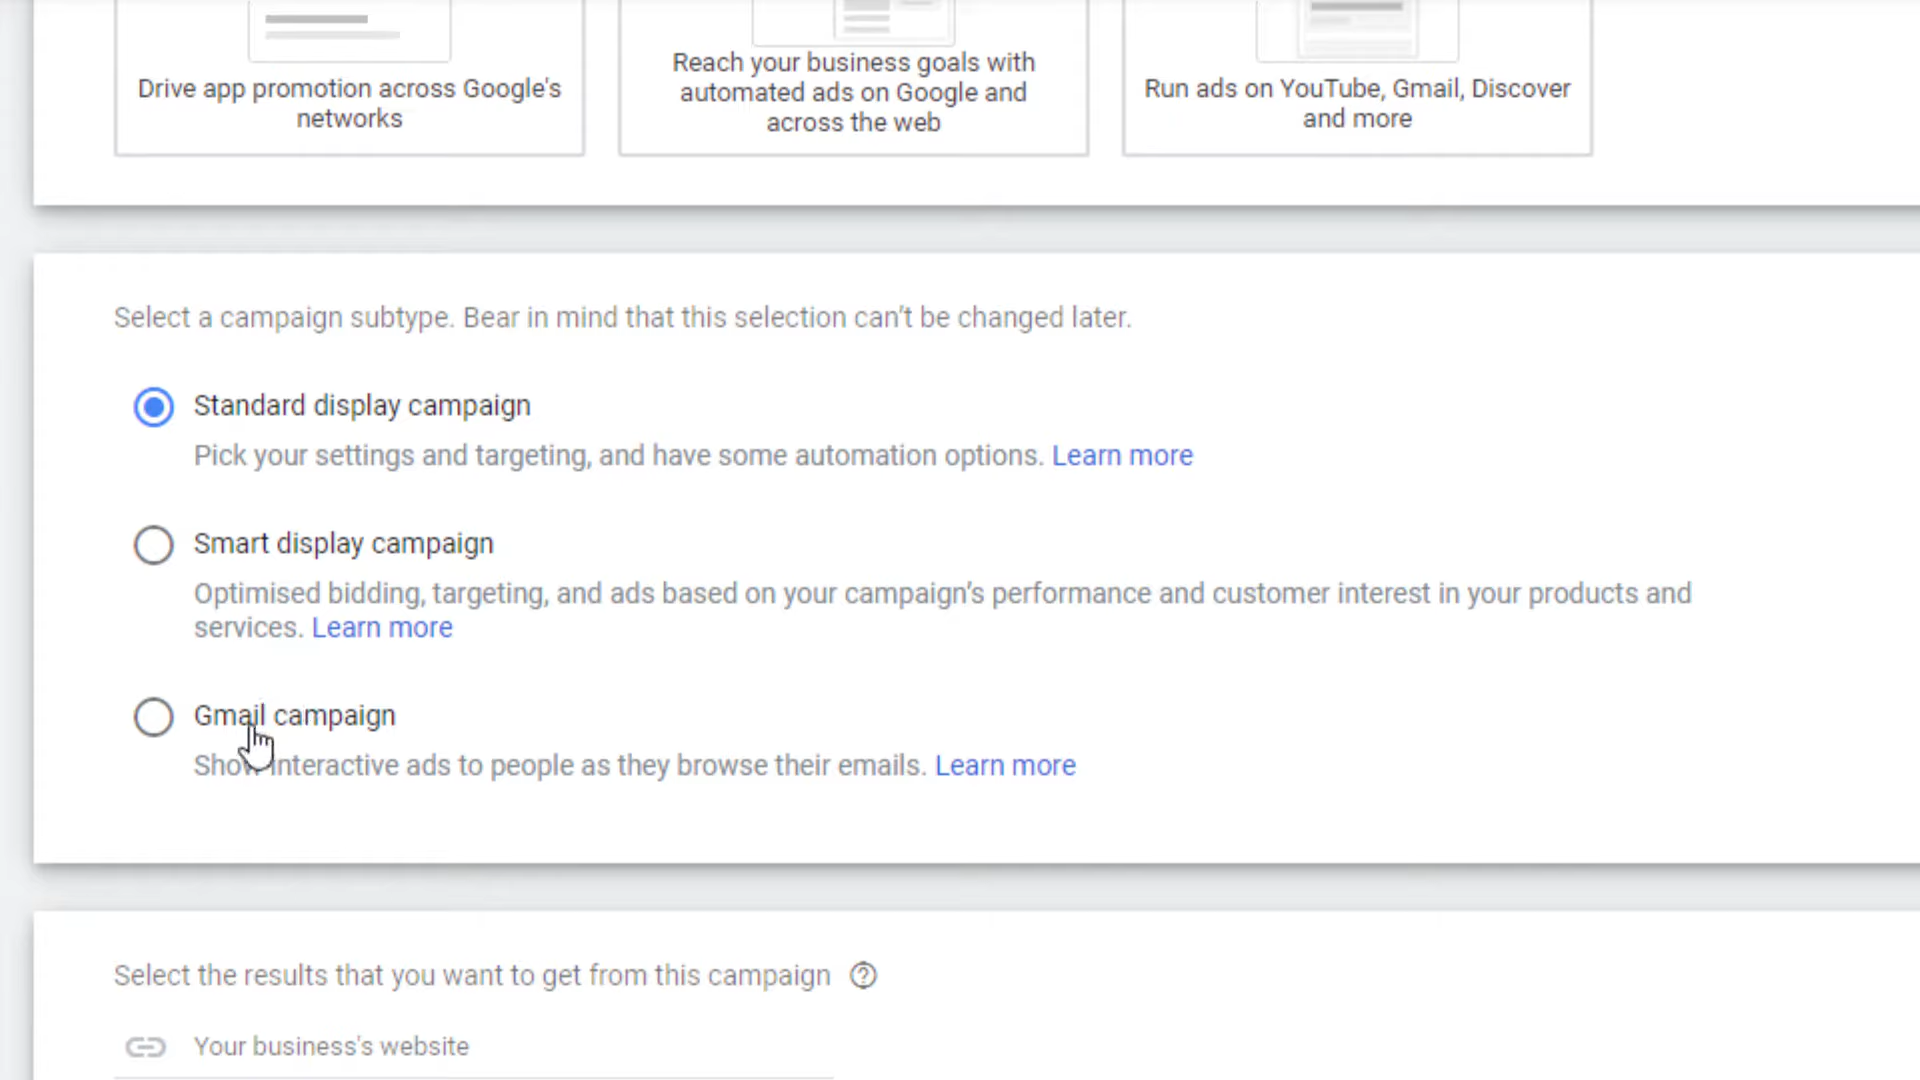 Drive app promotion across Google's
networks
Reach your business goals with
automated ads on Google and
across the web
Run ads on YouTube, Gmail, Discover
and more
Select a campaign subtype. Bear in mind that this selection can't be changed later.
Standard display campaign
Pick your settings and targeting, and have some automation options. Learn more
Smart display campaign
Optimised bidding, targeting, and ads based on your campaign's performance and customer interest in your products and
services. Learn more
Gmail campaign
Show interactive ads to people as they browse their emails. Learn more
Select the results that you want to get from this campaign
Your business's website